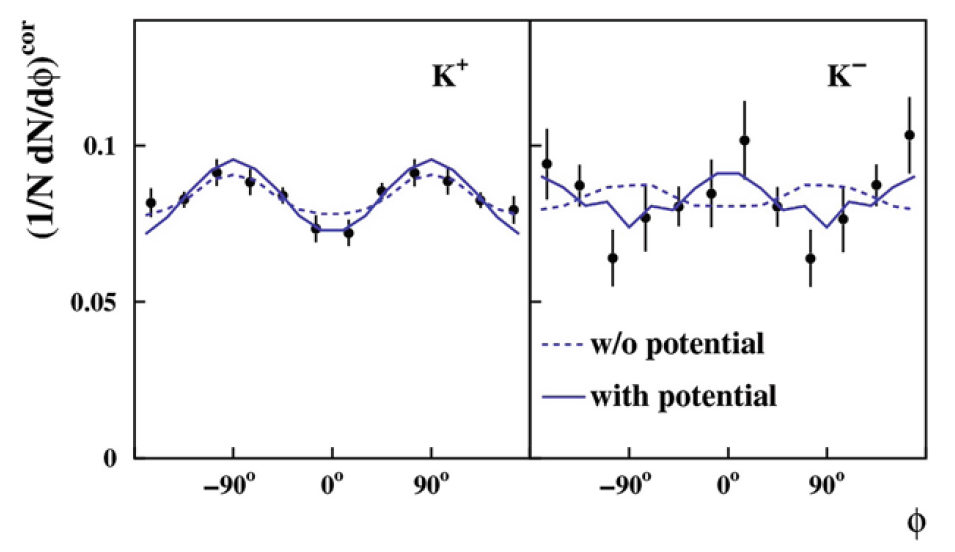 (1/N dN/dϕ)^cor
K⁺
K⁻
0.1
0.05
w/o potential
with potential
0
−90° 0° 90° −90° 0° 90°
ϕ